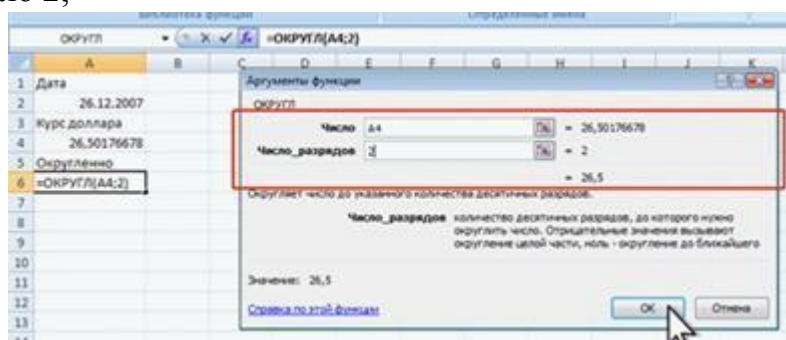 Библиотека функций Определенные имена
ОКРУГЛ =ОКРУГЛ(A4;2)
A B C D E F G H I J K
1 Дата
2 26.12.2007
3 Курс доллара
4 26,50176678
5 Округленно
6 =ОКРУГЛ(A4;2)
7
8
9
10
11
12
13
Аргументы функции
ОКРУГЛ
Число A4 = 26,50176678
Число_разрядов 2 = 2
= 26,5
Округляет число до указанного количества десятичных разрядов.
Число_разрядов количество десятичных разрядов, до которого нужно
округлить число. Отрицательные значения вызывают
округление целой части, ноль - округление до ближайшего
Значение: 26,5
Справка по этой функции OK Отмена